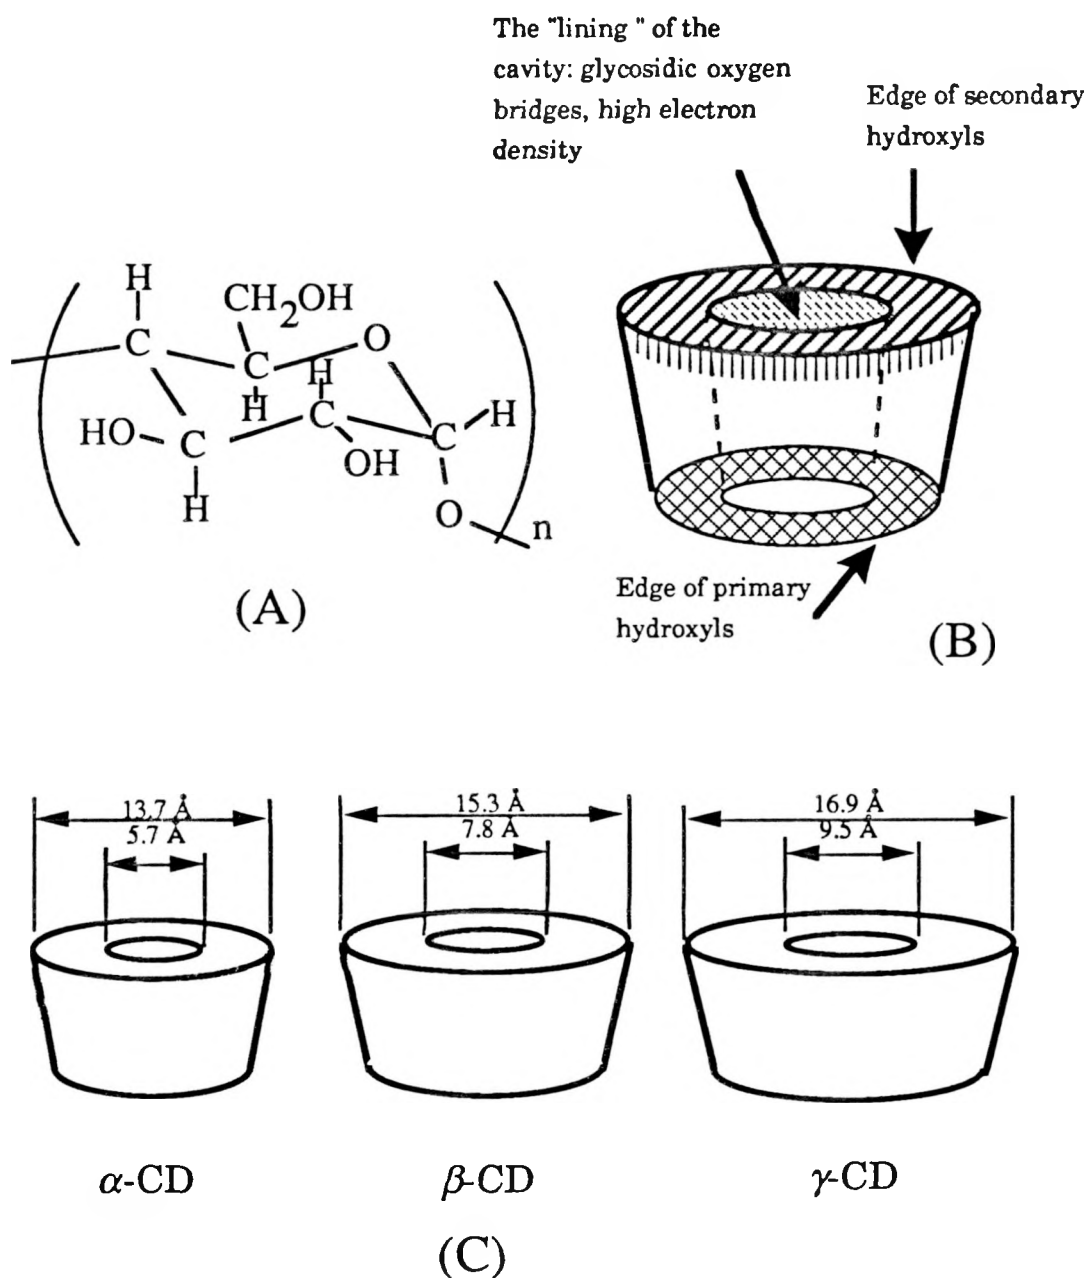 The "lining " of the
cavity: glycosidic oxygen
bridges, high electron
density
Edge of secondary
hydroxyls
H
CH₂OH
C
O
C
H
H
HO
C
C
H
C
OH
H
O
n
(A)
Edge of primary
hydroxyls
(B)
13.7 Å
5.7 Å
15.3 Å
7.8 Å
16.9 Å
9.5 Å
α-CD
β-CD
γ-CD
(C)